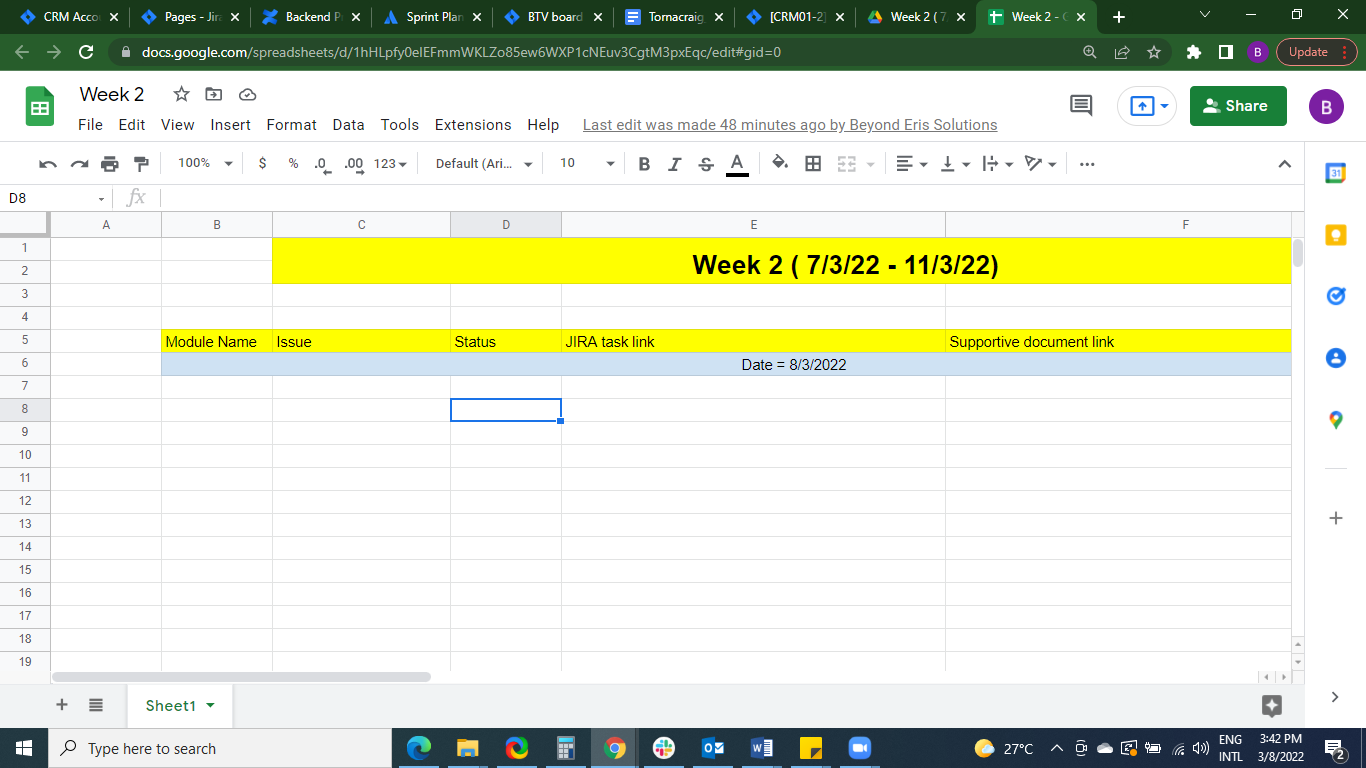 CRM Acco
Pages - Jira
Backend P
Sprint Plan
BTV board
Tornacraig
[CRM01-2]
Week 2 ( 7
Week 2 - G
docs.google.com/spreadsheets/d/1hHLpfy0elEFmmWKLZo85ew6WXP1cNEuv3CgtM3pxEqc/edit#gid=0
B
Update
Week 2
File Edit View Insert Format Data Tools Extensions Help Last edit was made 48 minutes ago by Beyond Eris Solutions
Share
B
100% $ % .0 .00 123 Default (Ari... 10 B I S A
31
D8 fx
A B C D E F
1
Week 2 ( 7/3/22 - 11/3/22)
2
3
4
5 Module Name Issue Status JIRA task link Supportive document link
6 Date = 8/3/2022
7
8
9
10
11
12
13
14
15
16
17
18
19
Sheet1
Type here to search
27°C
ENG
INTL
3:42 PM
3/8/2022
2